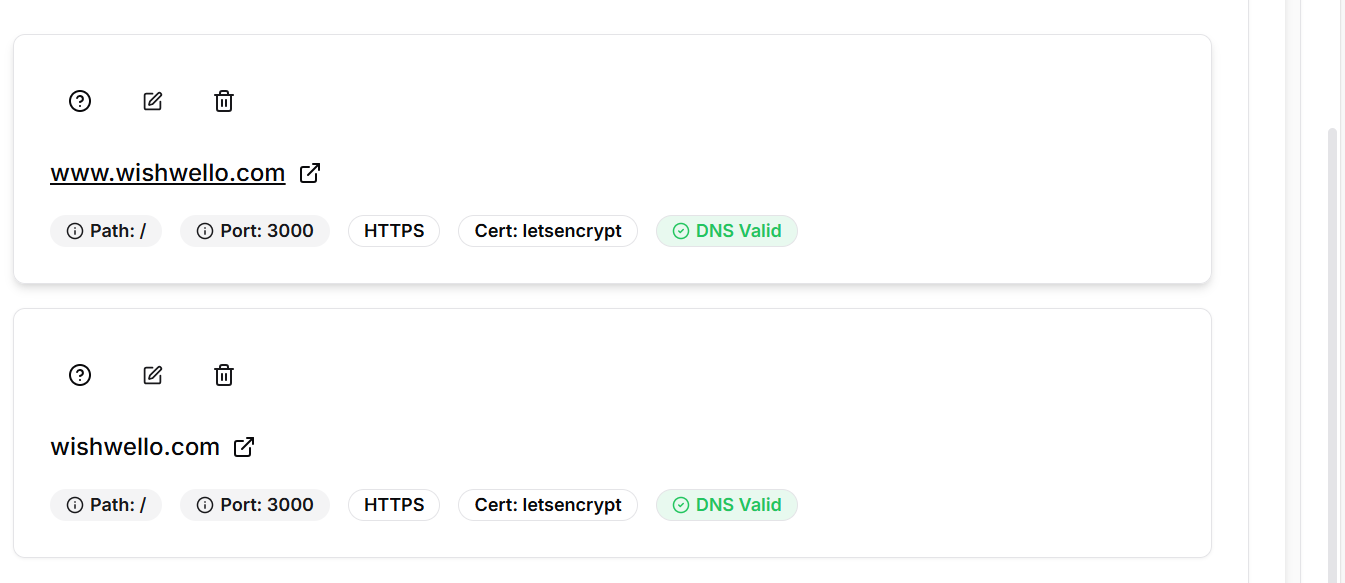 www.wishwello.com
Path: / Port: 3000 HTTPS Cert: letsencrypt DNS Valid
wishwello.com
Path: / Port: 3000 HTTPS Cert: letsencrypt DNS Valid